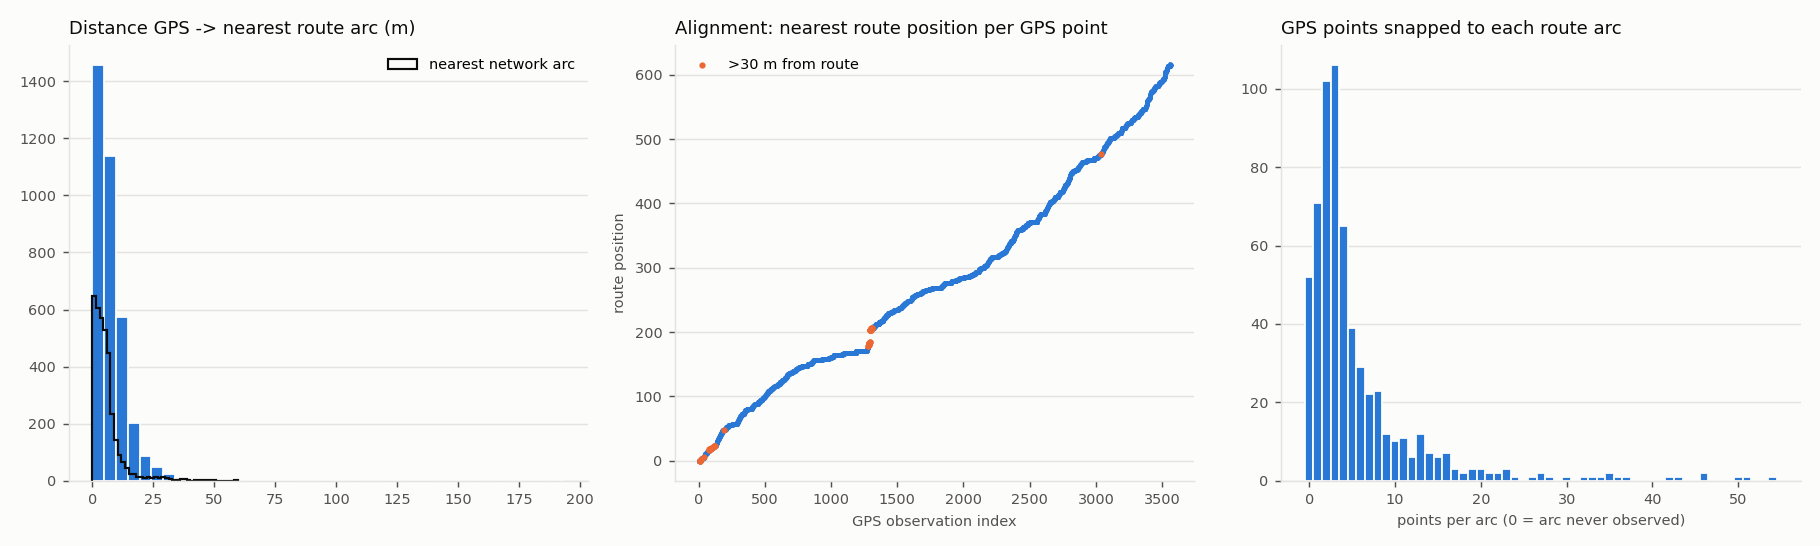 Distance GPS -> nearest route arc (m)
nearest network arc
1400
1200
1000
800
600
400
200
0
0 25 50 75 100 125 150 175 200
Alignment: nearest route position per GPS point
>30 m from route
route position
600
500
400
300
200
100
0
0 500 1000 1500 2000 2500 3000 3500
GPS observation index
GPS points snapped to each route arc
100
80
60
40
20
0
0 10 20 30 40 50
points per arc (0 = arc never observed)